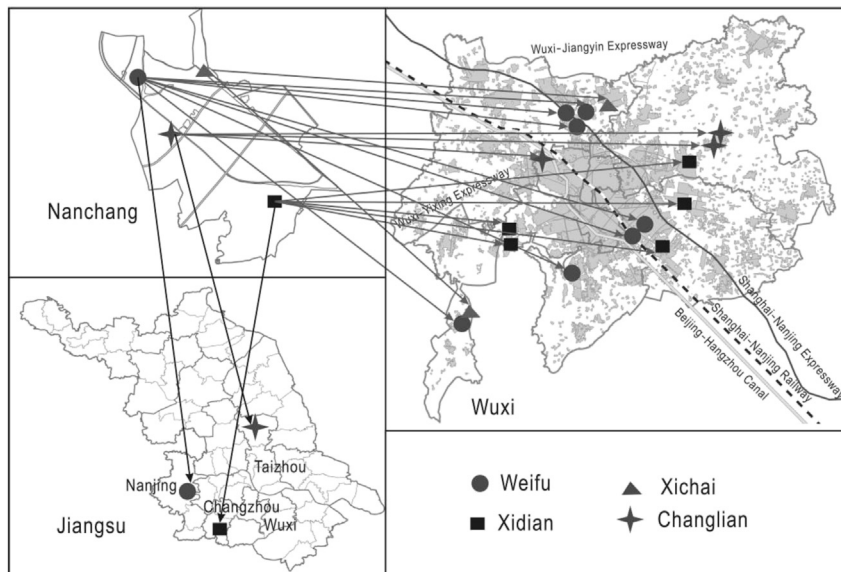 Nanchang
Wuxi-Jiangyin Expressway
Wuxi-Yixing Expressway
Shanghai-Nanjing Expressway
Shanghai-Nanjing Railway
Beijing-Hangzhou Canal
Wuxi
Nanjing
Taizhou
Changzhou
Wuxi
Jiangsu
Weifu
Xichai
Xidian
Changlian